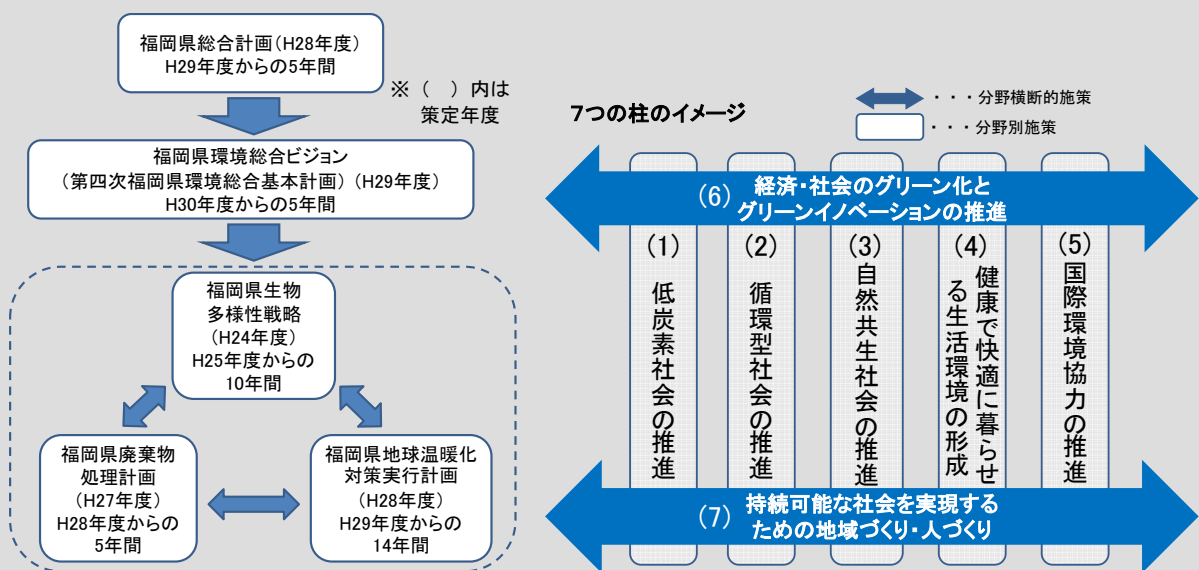 福岡県総合計画(H28年度)
H29年度からの5年間
※（　）内は
策定年度
福岡県環境総合ビジョン
(第四次福岡県環境総合基本計画)(H29年度)
H30年度からの5年間
福岡県生物
多様性戦略
(H24年度)
H25年度からの
10年間
福岡県廃棄物
処理計画
(H27年度)
H28年度からの
5年間
福岡県地球温暖化
対策実行計画
(H28年度)
H29年度からの
14年間
7つの柱のイメージ
・・・分野横断的施策
・・・分野別施策
(6) 経済・社会のグリーン化と
グリーンイノベーションの推進
(1)
低炭素社会の推進
(2)
循環型社会の推進
(3)
自然共生社会の推進
(4)
健康で快適に暮らせ
る生活環境の形成
(5)
国際環境協力の推進
(7) 持続可能な社会を実現する
ための地域づくり・人づくり